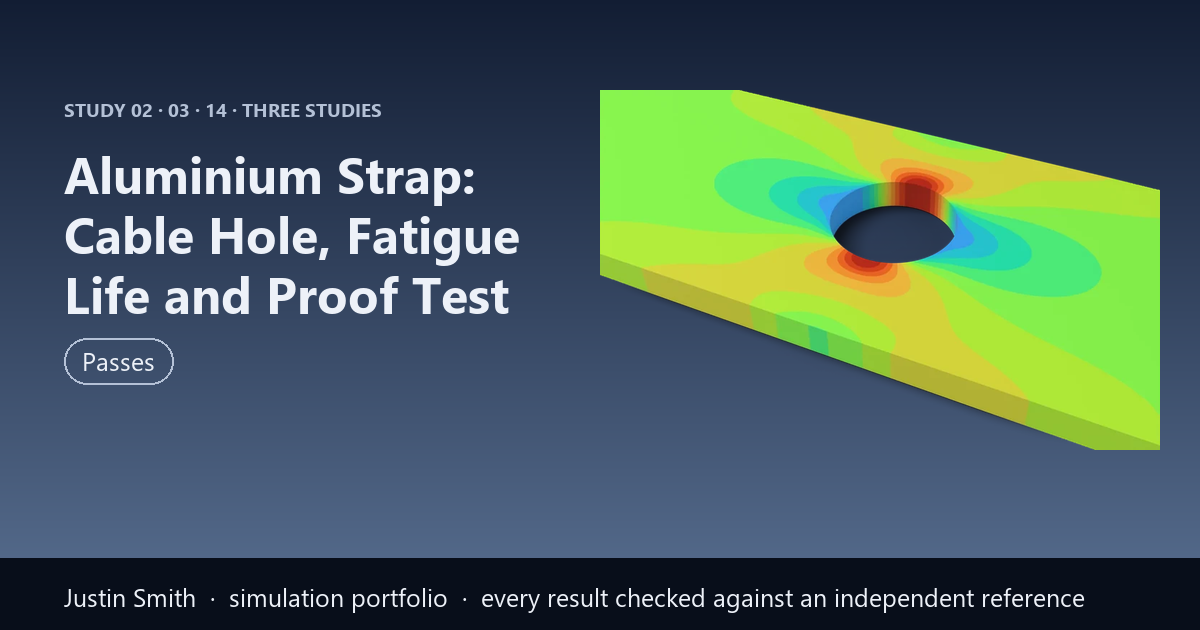 STUDY 02 · 03 · 14 · THREE STUDIES
Aluminium Strap:
Cable Hole, Fatigue
Life and Proof Test
Passes
Justin Smith · simulation portfolio · every result checked against an independent reference